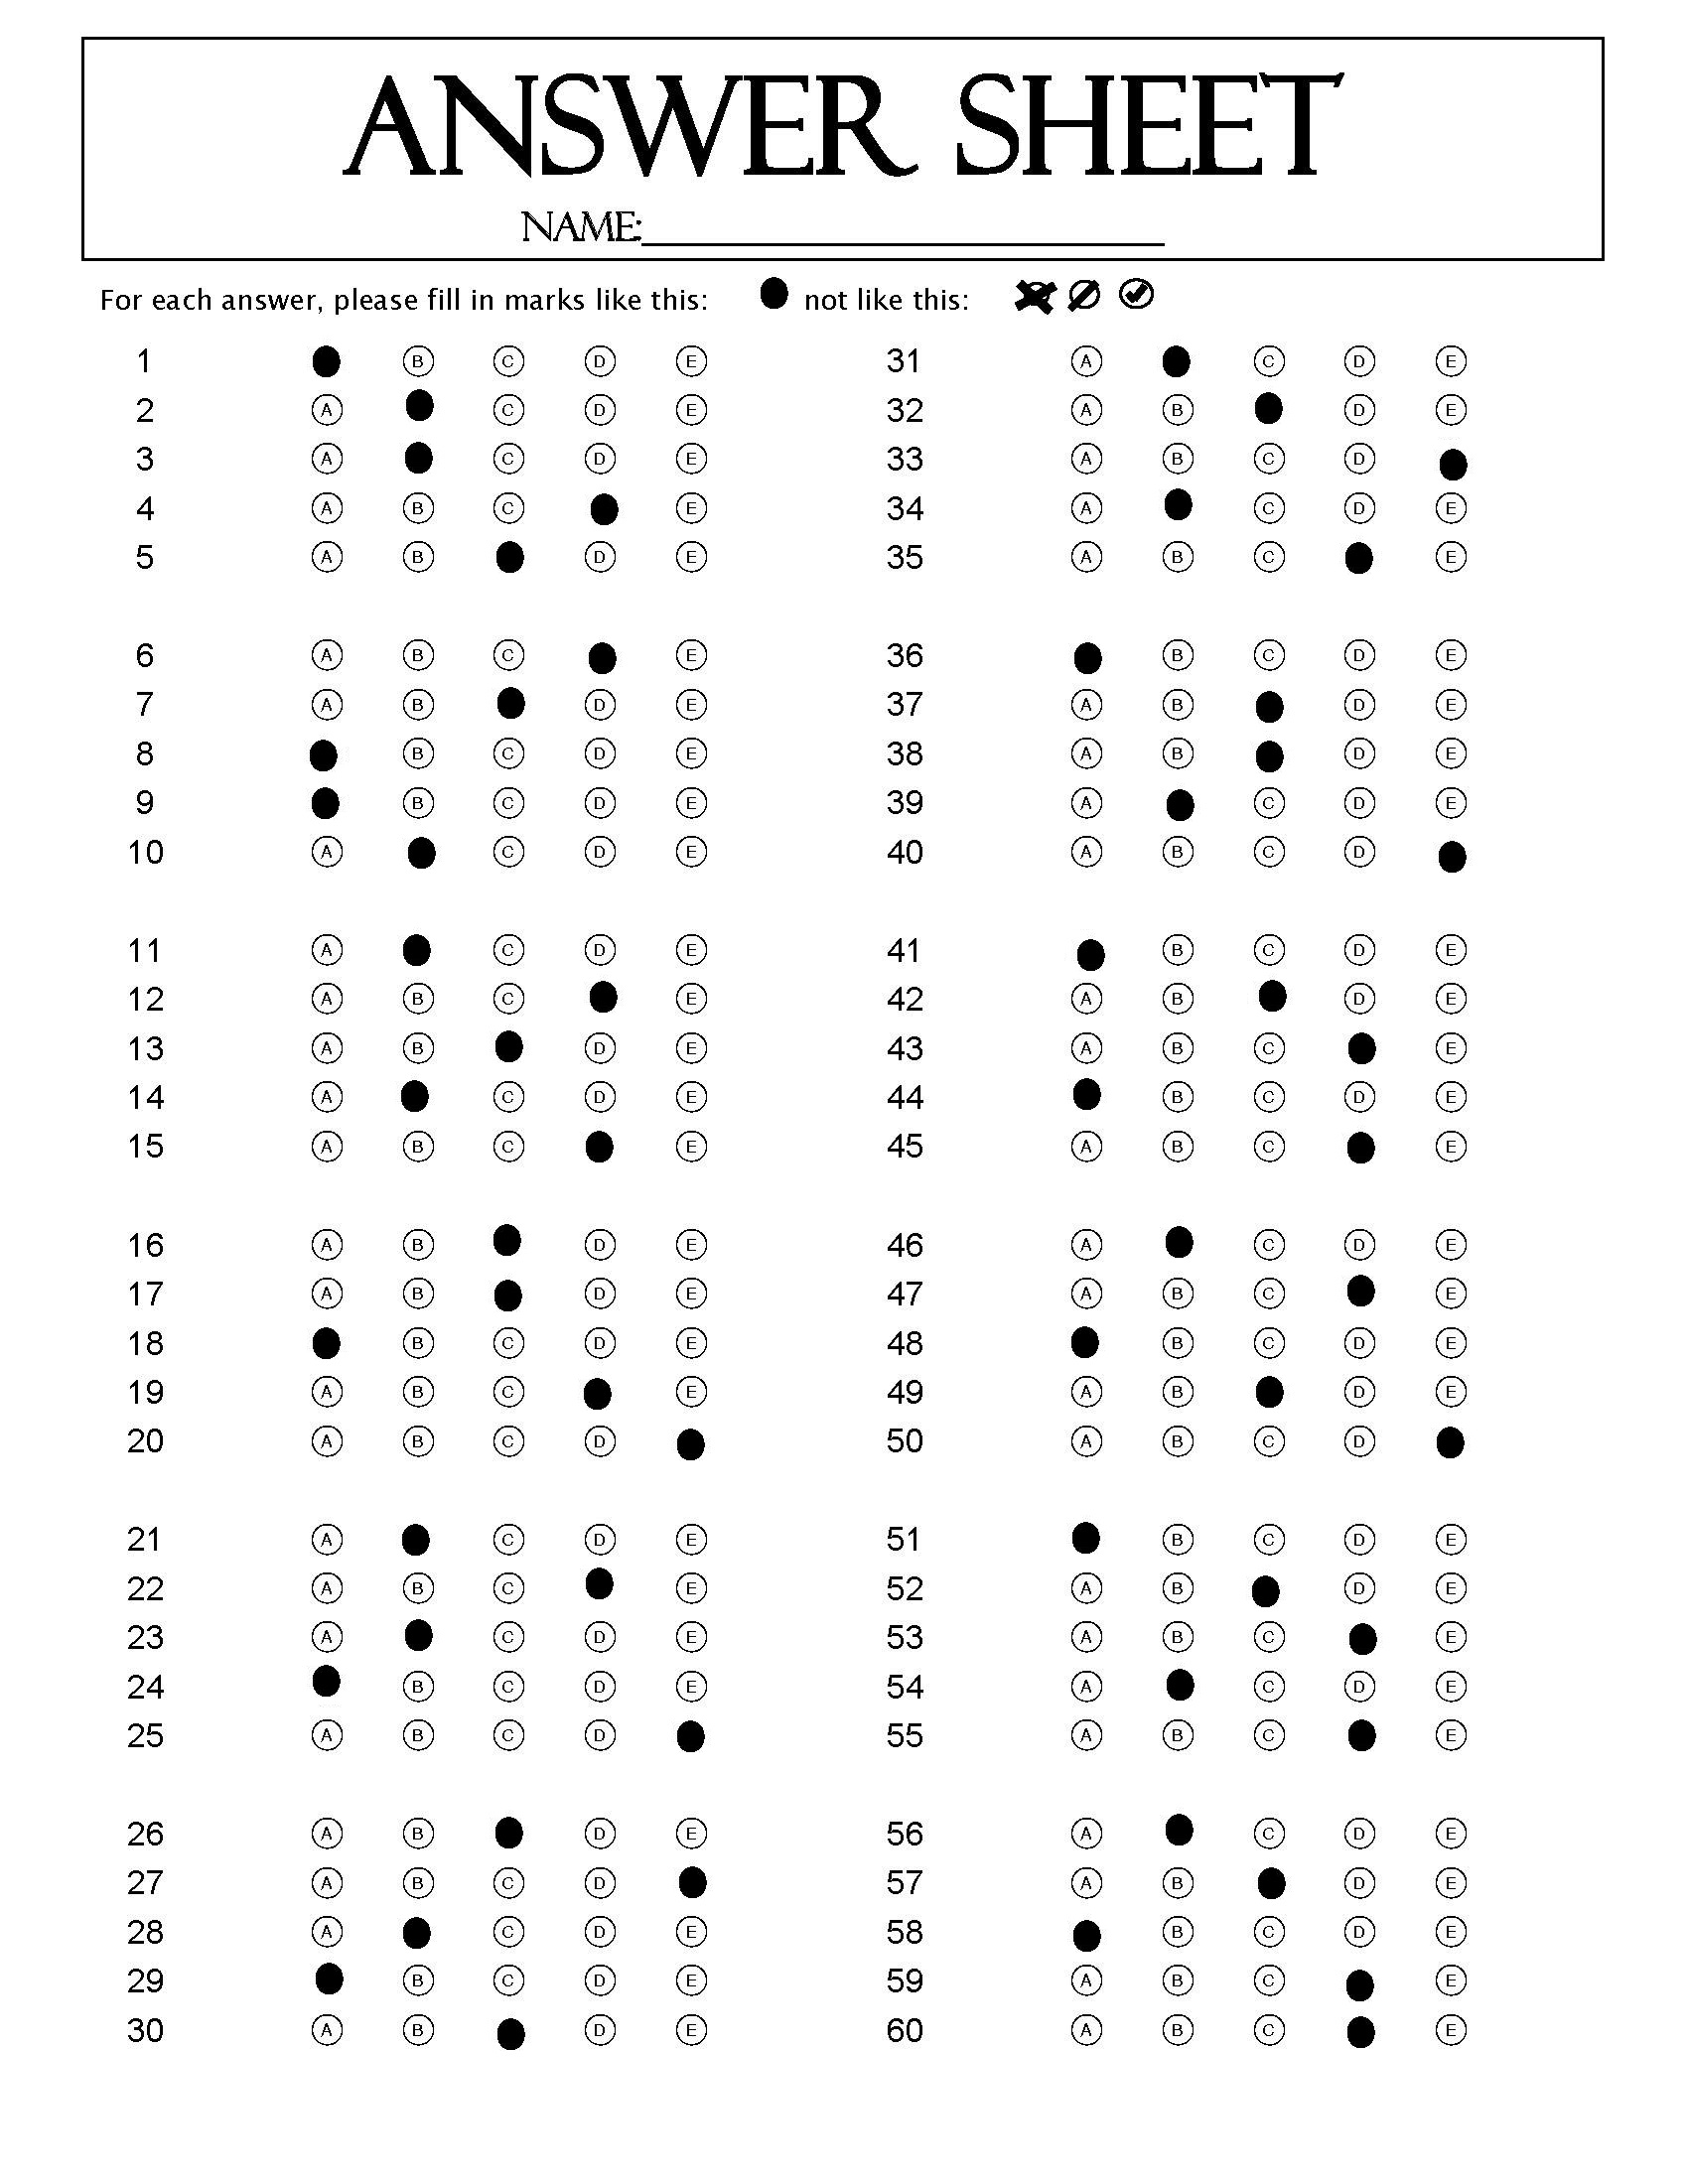 ANSWER SHEET
NAME:
For each answer, please fill in marks like this: not like this:
1 B C D E 31 A C D E
2 A C D E 32 A B D E
3 A C D E 33 A B C D
4 A B C E 34 A C D E
5 A B D E 35 A B C E
6 A B C E 36 B C D E
7 A B D E 37 A B D E
8 B C D E 38 A B D E
9 B C D E 39 A C D E
10 A C D E 40 A B C D
11 A C D E 41 B C D E
12 A B C E 42 A B D E
13 A B D E 43 A B C E
14 A C D E 44 B C D E
15 A B C E 45 A B C E
16 A B D E 46 A C D E
17 A B D E 47 A B C E
18 B C D E 48 B C D E
19 A B C E 49 A B D E
20 A B C D 50 A B C D
21 A C D E 51 B C D E
22 A B C E 52 A B D E
23 A C D E 53 A B C E
24 B C D E 54 A C D E
25 A B C D 55 A B C E
26 A B D E 56 A C D E
27 A B C D 57 A B D E
28 A C D E 58 B C D E
29 B C D E 59 A B C E
30 A B D E 60 A B C E